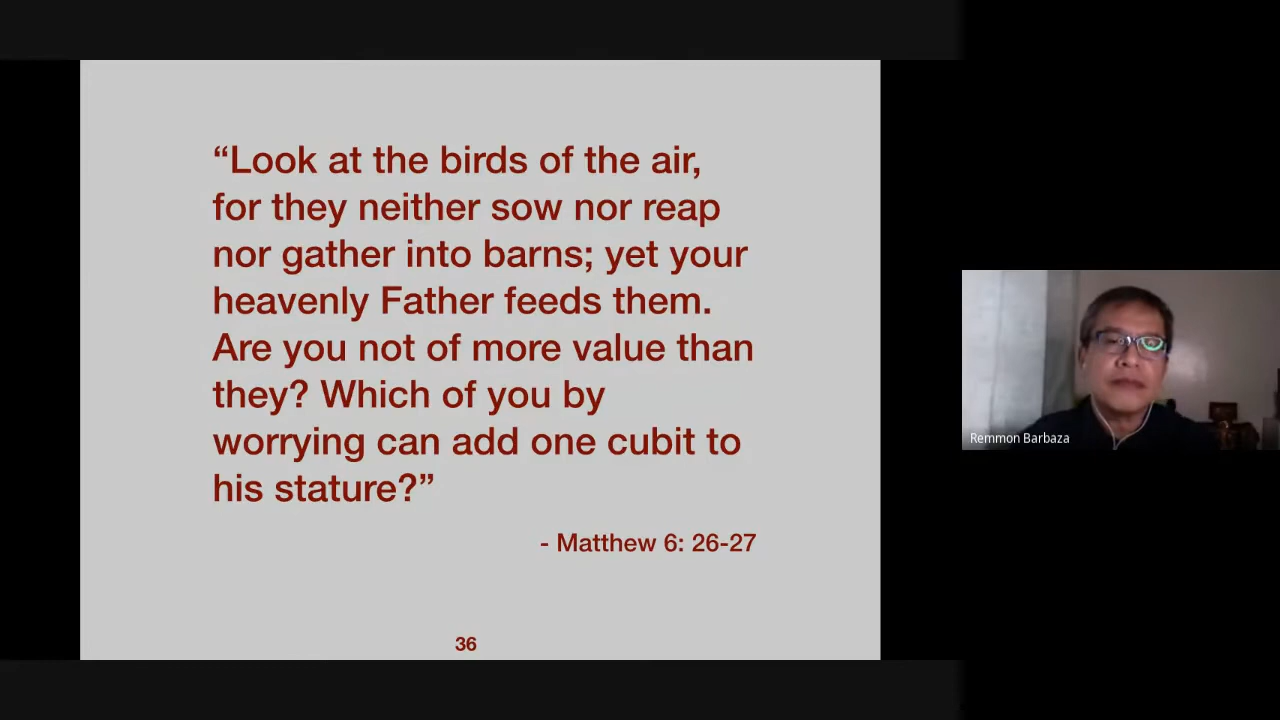 “Look at the birds of the air,
for they neither sow nor reap
nor gather into barns; yet your
heavenly Father feeds them.
Are you not of more value than
they? Which of you by
worrying can add one cubit to
his stature?”
- Matthew 6: 26-27
36
Remmon Barbaza